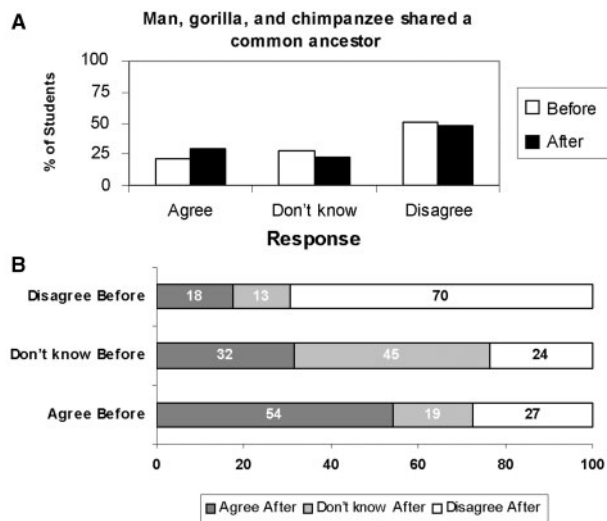 A
Man, gorilla, and chimpanzee shared a
common ancestor
100
75
50
25
0
% of Students
Agree Don't know Disagree
Response
Before
After
B
Disagree Before 18 13 70
Don't know Before 32 45 24
Agree Before 54 19 27
0 20 40 60 80 100
Agree After Don't know After Disagree After